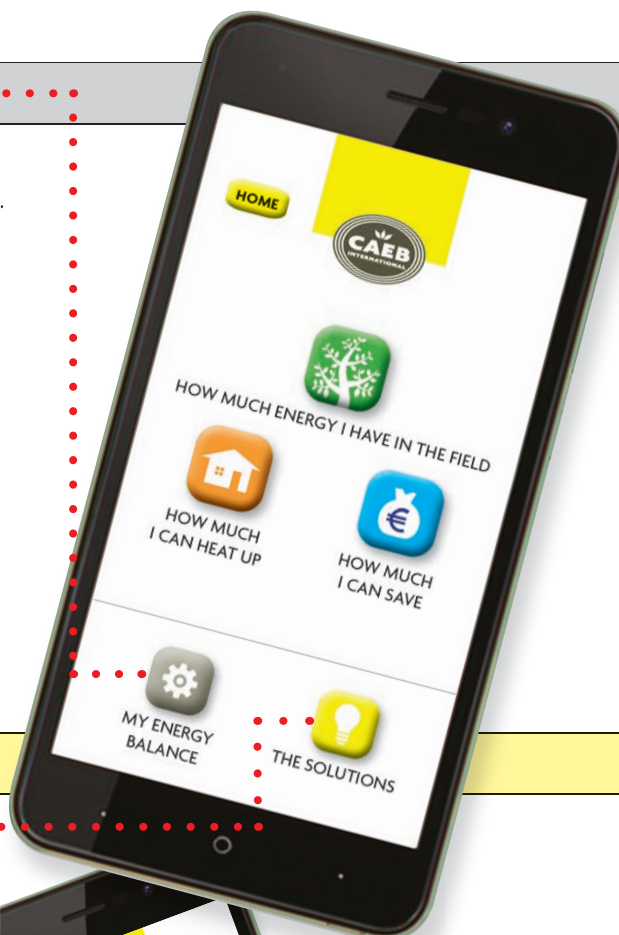 .
HOME
CAEB
INTERNATIONAL
HOW MUCH ENERGY I HAVE IN THE FIELD
HOW MUCH
I CAN HEAT UP
HOW MUCH
I CAN SAVE
€
MY ENERGY
BALANCE
THE SOLUTIONS